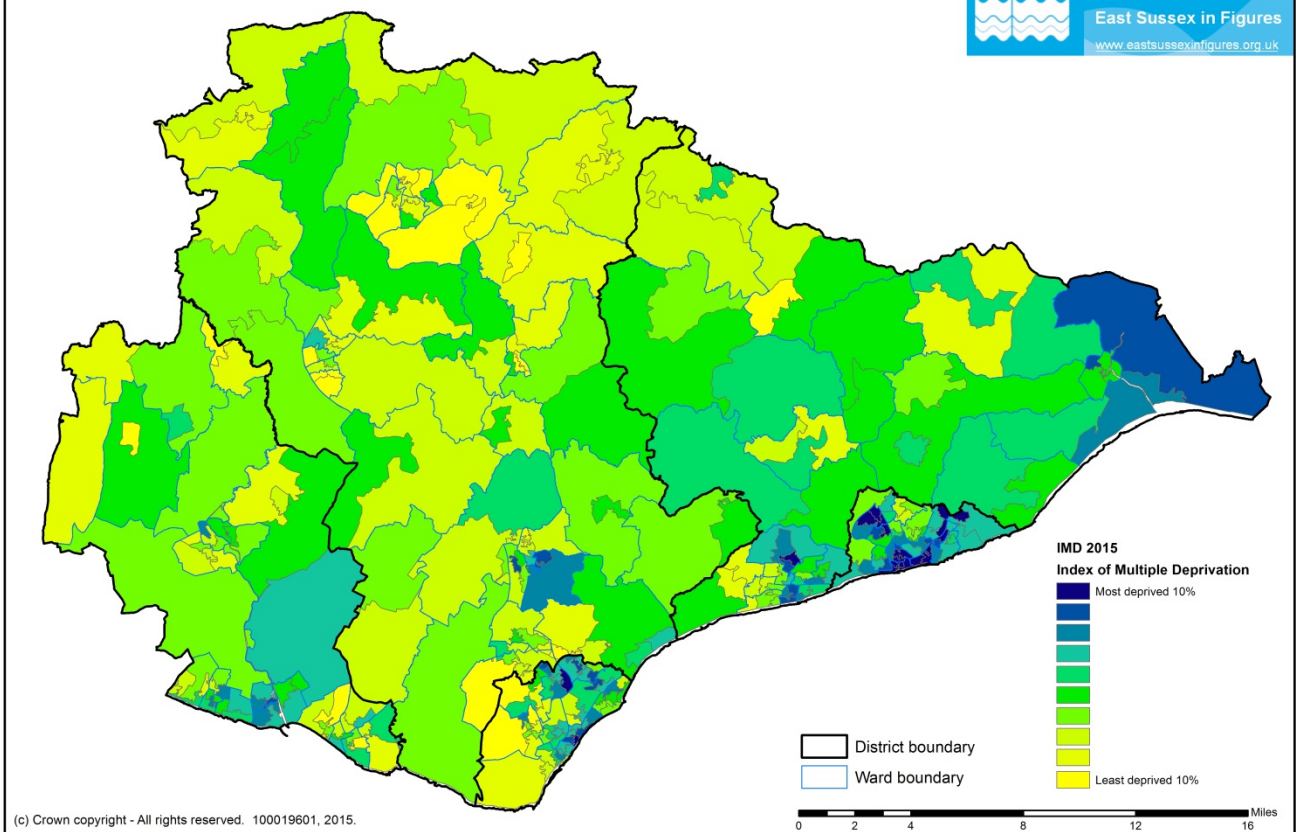 East Sussex in Figures
www.eastsussexinfigures.org.uk
IMD 2015
Index of Multiple Deprivation
Most deprived 10%
Least deprived 10%
District boundary
Ward boundary
(c) Crown copyright - All rights reserved. 100019601, 2015.
Miles
0 2 4 8 12 16